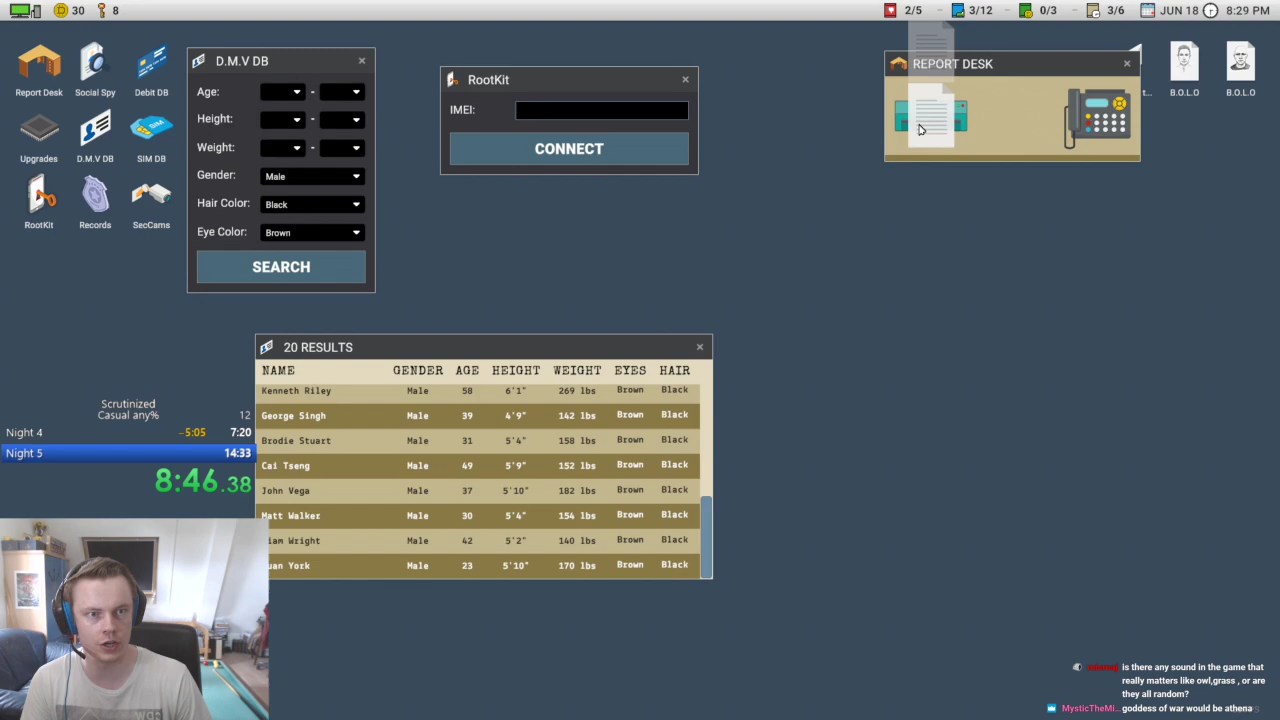 30
8
2/5
3/12
0/3
3/6
JUN 18
8:29 PM
Report Desk
Social Spy
Debit DB
Upgrades
D.M.V DB
SIM DB
RootKit
Records
SecCams
D.M.V DB
Age:
-
Height:
-
Weight:
-
Gender:
Male
Hair Color:
Black
Eye Color:
Brown
SEARCH
RootKit
IMEI:
CONNECT
REPORT DESK
B.O.L.O
B.O.L.O
20 RESULTS
NAME GENDER AGE HEIGHT WEIGHT EYES HAIR
Kenneth Riley Male 58 6'1" 269 lbs Brown Black
George Singh Male 39 4'9" 142 lbs Brown Black
Brodie Stuart Male 31 5'4" 158 lbs Brown Black
Cai Tseng Male 49 5'9" 152 lbs Brown Black
John Vega Male 37 5'10" 182 lbs Brown Black
Matt Walker Male 30 5'4" 154 lbs Brown Black
iam Wright Male 42 5'2" 140 lbs Brown Black
uan York Male 23 5'10" 170 lbs Brown Black
Scrutinized
Casual any% 12
Night 4 −5:05 7:20
Night 5 14:33
8:46.38
is there any sound in the game that
really matters like owl,grass , or are
they all random?
MysticTheMi... goddess of war would be athena